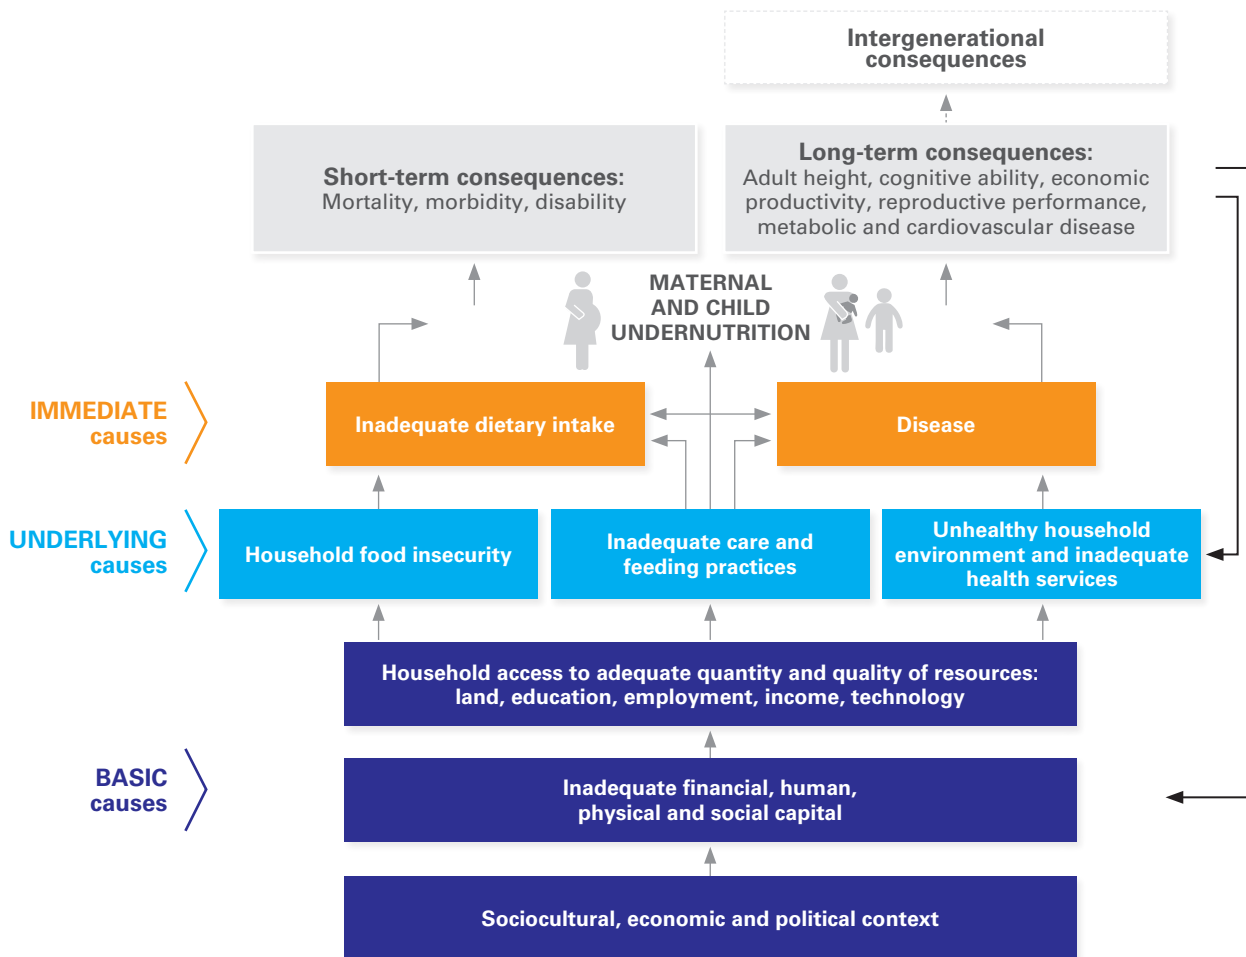 Intergenerational
consequences
Short-term consequences:
Mortality, morbidity, disability
Long-term consequences:
Adult height, cognitive ability, economic
productivity, reproductive performance,
metabolic and cardiovascular disease
MATERNAL
AND CHILD
UNDERNUTRITION
IMMEDIATE
causes
Inadequate dietary intake
Disease
UNDERLYING
causes
Household food insecurity
Inadequate care and
feeding practices
Unhealthy household
environment and inadequate
health services
Household access to adequate quantity and quality of resources:
land, education, employment, income, technology
BASIC
causes
Inadequate financial, human,
physical and social capital
Sociocultural, economic and political context